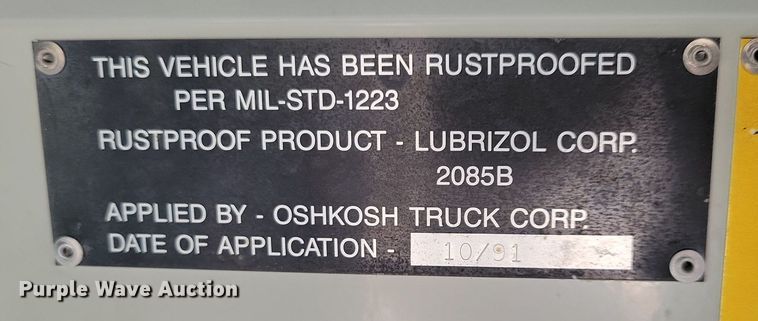 THIS VEHICLE HAS BEEN RUSTPROOFED
PER MIL-STD-1223
RUSTPROOF PRODUCT - LUBRIZOL CORP.
2085B
APPLIED BY - OSHKOSH TRUCK CORP.
DATE OF APPLICATION - 10/91
Purple Wave Auction